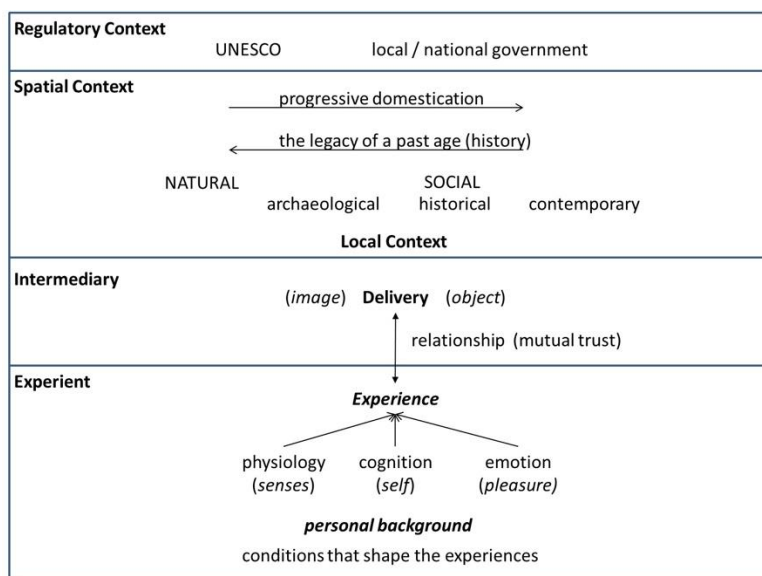 Regulatory Context
UNESCO local / national government
Spatial Context
progressive domestication
the legacy of a past age (history)
NATURAL SOCIAL
archaeological historical contemporary
Local Context
Intermediary
(image) Delivery (object)
relationship (mutual trust)
Experient
Experience
physiology cognition emotion
(senses) (self) (pleasure)
personal background
conditions that shape the experiences